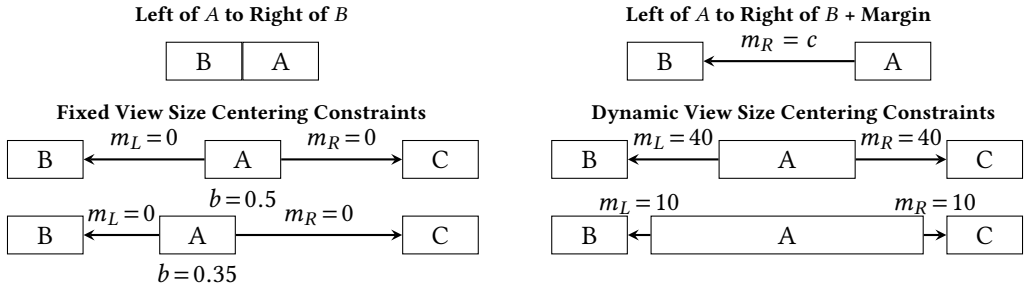 Left of A to Right of B
B A
Left of A to Right of B + Margin
m_R = c
B A
Fixed View Size Centering Constraints
m_L = 0 m_R = 0
B A C
b = 0.5
m_L = 0 m_R = 0
B A C
b = 0.35
Dynamic View Size Centering Constraints
m_L = 40 m_R = 40
B A C
m_L = 10 m_R = 10
B A C